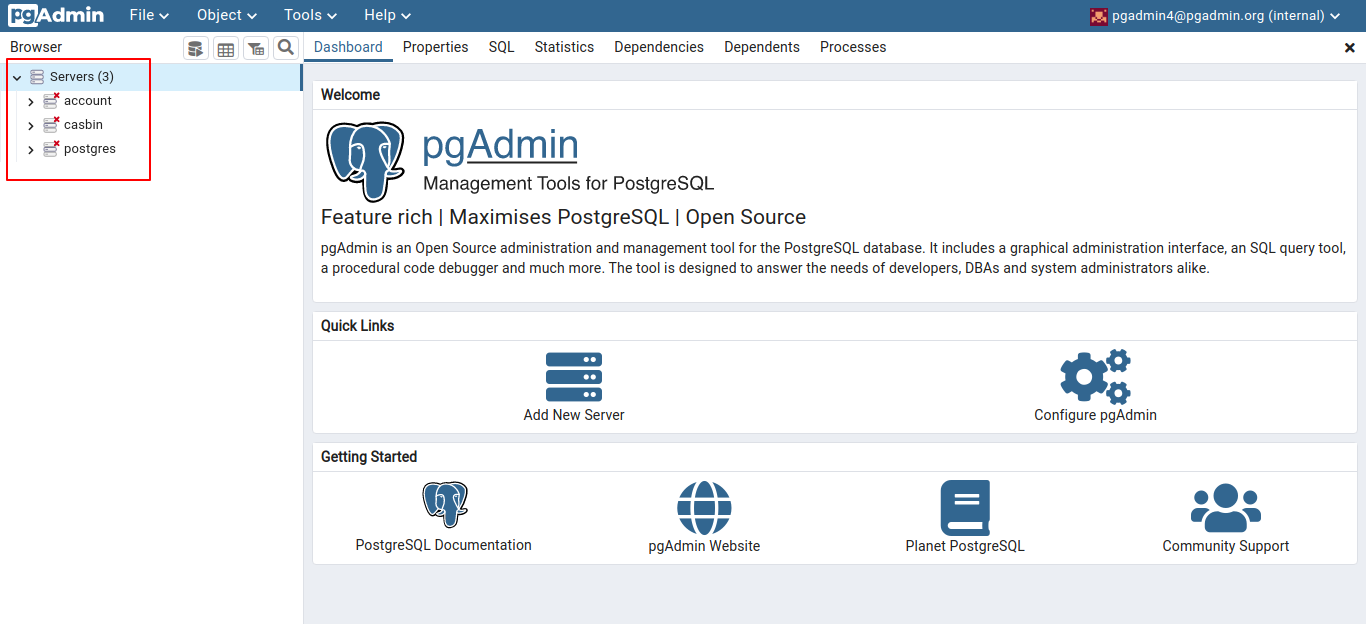 pgAdmin File Object Tools Help pgadmin4@pgadmin.org (internal)
Browser Dashboard Properties SQL Statistics Dependencies Dependents Processes
Servers (3)
account
casbin
postgres
Welcome
pgAdmin
Management Tools for PostgreSQL
Feature rich | Maximises PostgreSQL | Open Source
pgAdmin is an Open Source administration and management tool for the PostgreSQL database. It includes a graphical administration interface, an SQL query tool,
a procedural code debugger and much more. The tool is designed to answer the needs of developers, DBAs and system administrators alike.
Quick Links
Add New Server Configure pgAdmin
Getting Started
PostgreSQL Documentation pgAdmin Website Planet PostgreSQL Community Support